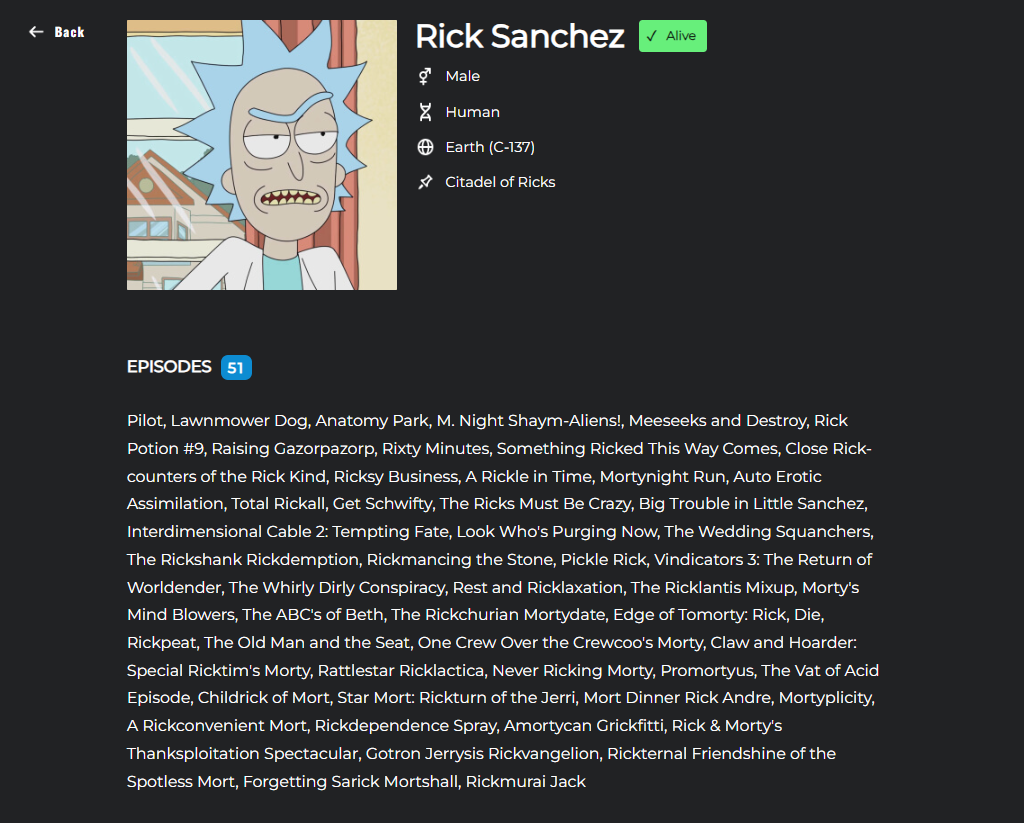 Back
Rick Sanchez
✓ Alive
Male
Human
Earth (C-137)
Citadel of Ricks
EPISODES 51
Pilot, Lawnmower Dog, Anatomy Park, M. Night Shaym-Aliens!, Meeseeks and Destroy, Rick
Potion #9, Raising Gazorpazorp, Rixty Minutes, Something Ricked This Way Comes, Close Rick-
counters of the Rick Kind, Ricksy Business, A Rickle in Time, Mortynight Run, Auto Erotic
Assimilation, Total Rickall, Get Schwifty, The Ricks Must Be Crazy, Big Trouble in Little Sanchez,
Interdimensional Cable 2: Tempting Fate, Look Who's Purging Now, The Wedding Squanchers,
The Rickshank Rickdemption, Rickmancing the Stone, Pickle Rick, Vindicators 3: The Return of
Worldender, The Whirly Dirly Conspiracy, Rest and Ricklaxation, The Ricklantis Mixup, Morty's
Mind Blowers, The ABC's of Beth, The Rickchurian Mortydate, Edge of Tomorty: Rick, Die,
Rickpeat, The Old Man and the Seat, One Crew Over the Crewcoo's Morty, Claw and Hoarder:
Special Ricktim's Morty, Rattlestar Ricklactica, Never Ricking Morty, Promortyus, The Vat of Acid
Episode, Childrick of Mort, Star Mort: Rickturn of the Jerri, Mort Dinner Rick Andre, Mortyplicity,
A Rickconvenient Mort, Rickdependence Spray, Amortycan Grickfitti, Rick & Morty's
Thanksploitation Spectacular, Gotron Jerrysis Rickvangelion, Rickternal Friendshine of the
Spotless Mort, Forgetting Sarick Mortshall, Rickmurai Jack